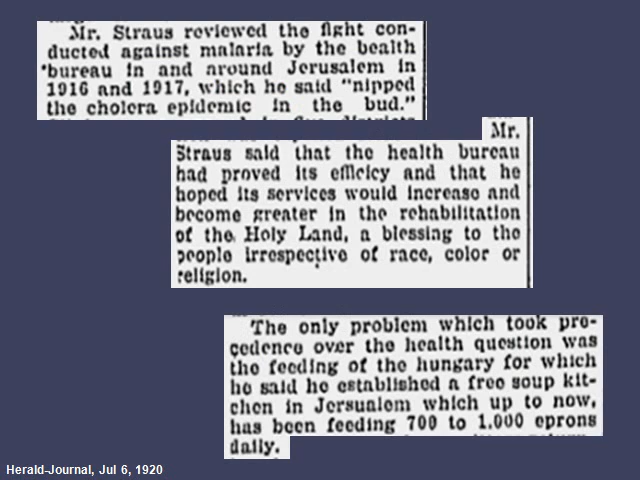 Mr. Straus reviewed the fight con-
ducted against malaria by the health
bureau in and around Jerusalem in
1916 and 1917, which he said "nipped
the cholera epidemic in the bud."
Mr.
Straus said that the health bureau
had proved its efficicy and that he
hoped its services would increase and
become greater in the rehabilitation
of the Holy Land, a blessing to the
people irrespective of race, color or
religion.
The only problem which took pre-
cedence over the health question was
the feeding of the hungary for which
he said he established a free soup kit-
chen in Jersualem which up to now,
has been feeding 700 to 1.000 eprons
daily.
Herald-Journal, Jul 6, 1920